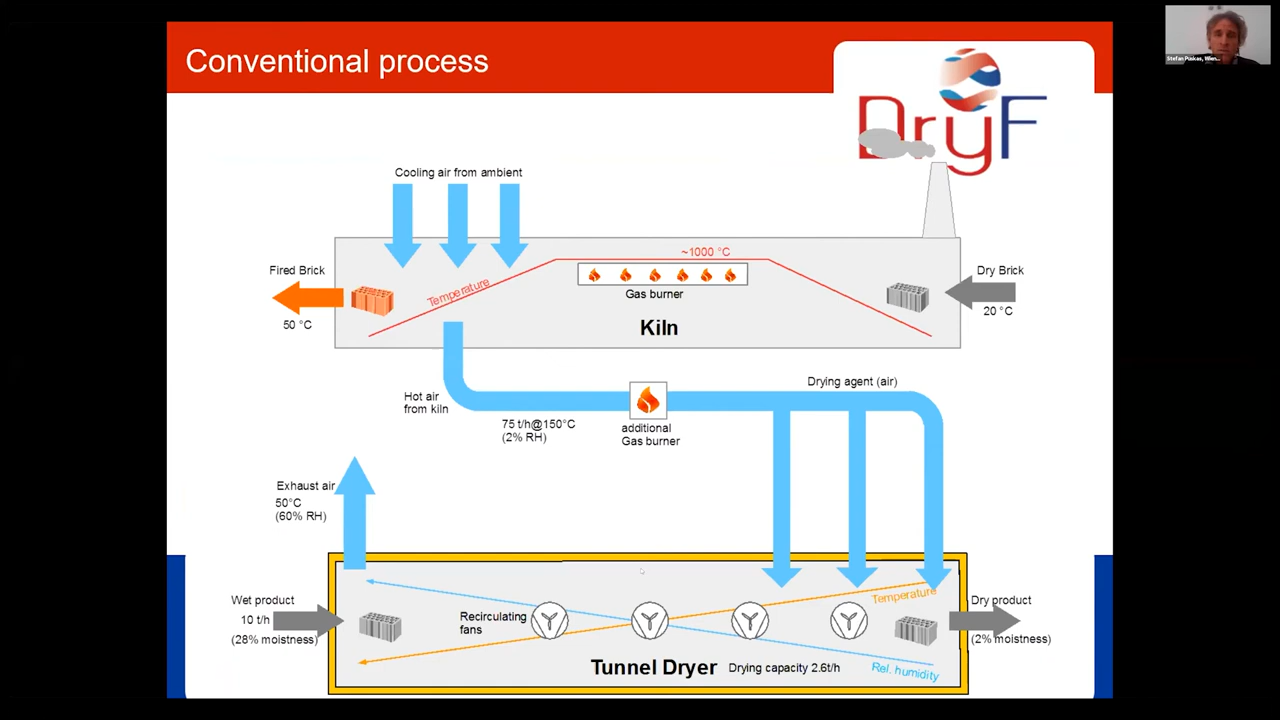 Conventional process
DryF
Stefan Puskas, Wien...
Cooling air from ambient
~1000 °C
Fired Brick
Temperature
Gas burner
Dry Brick
50 °C
Kiln
20 °C
Hot air
from kiln
75 t/h@150°C
(2% RH)
additional
Gas burner
Drying agent (air)
Exhaust air
50°C
(60% RH)
Wet product
10 t/h
(28% moistness)
Recirculating
fans
Temperature
Rel. humidity
Dry product
(2% moistness)
Tunnel Dryer
Drying capacity 2.6t/h